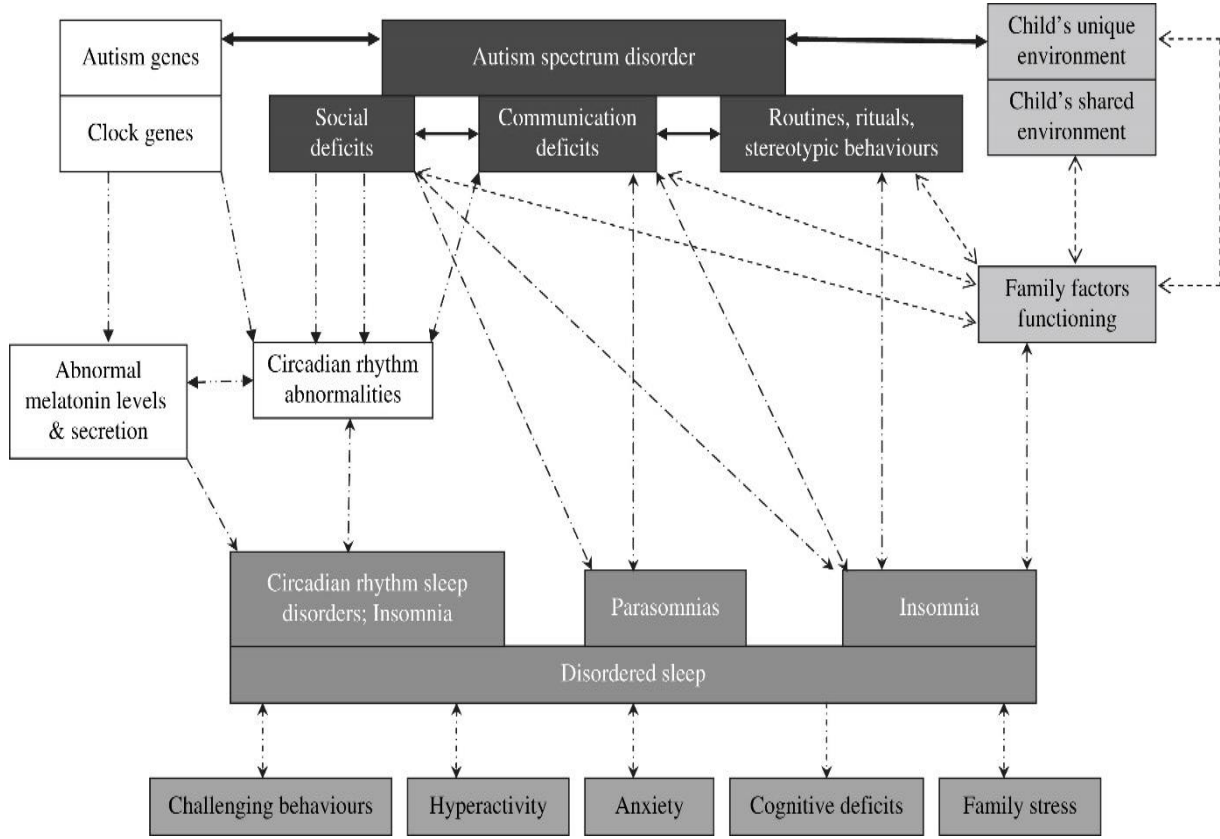 Autism genes
Clock genes
Autism spectrum disorder
Social
deficits
Communication
deficits
Routines, rituals,
stereotypic behaviours
Child's unique
environment
Child's shared
environment
Family factors
functioning
Abnormal
melatonin levels
& secretion
Circadian rhythm
abnormalities
Circadian rhythm sleep
disorders; Insomnia
Parasomnias
Insomnia
Disordered sleep
Challenging behaviours
Hyperactivity
Anxiety
Cognitive deficits
Family stress